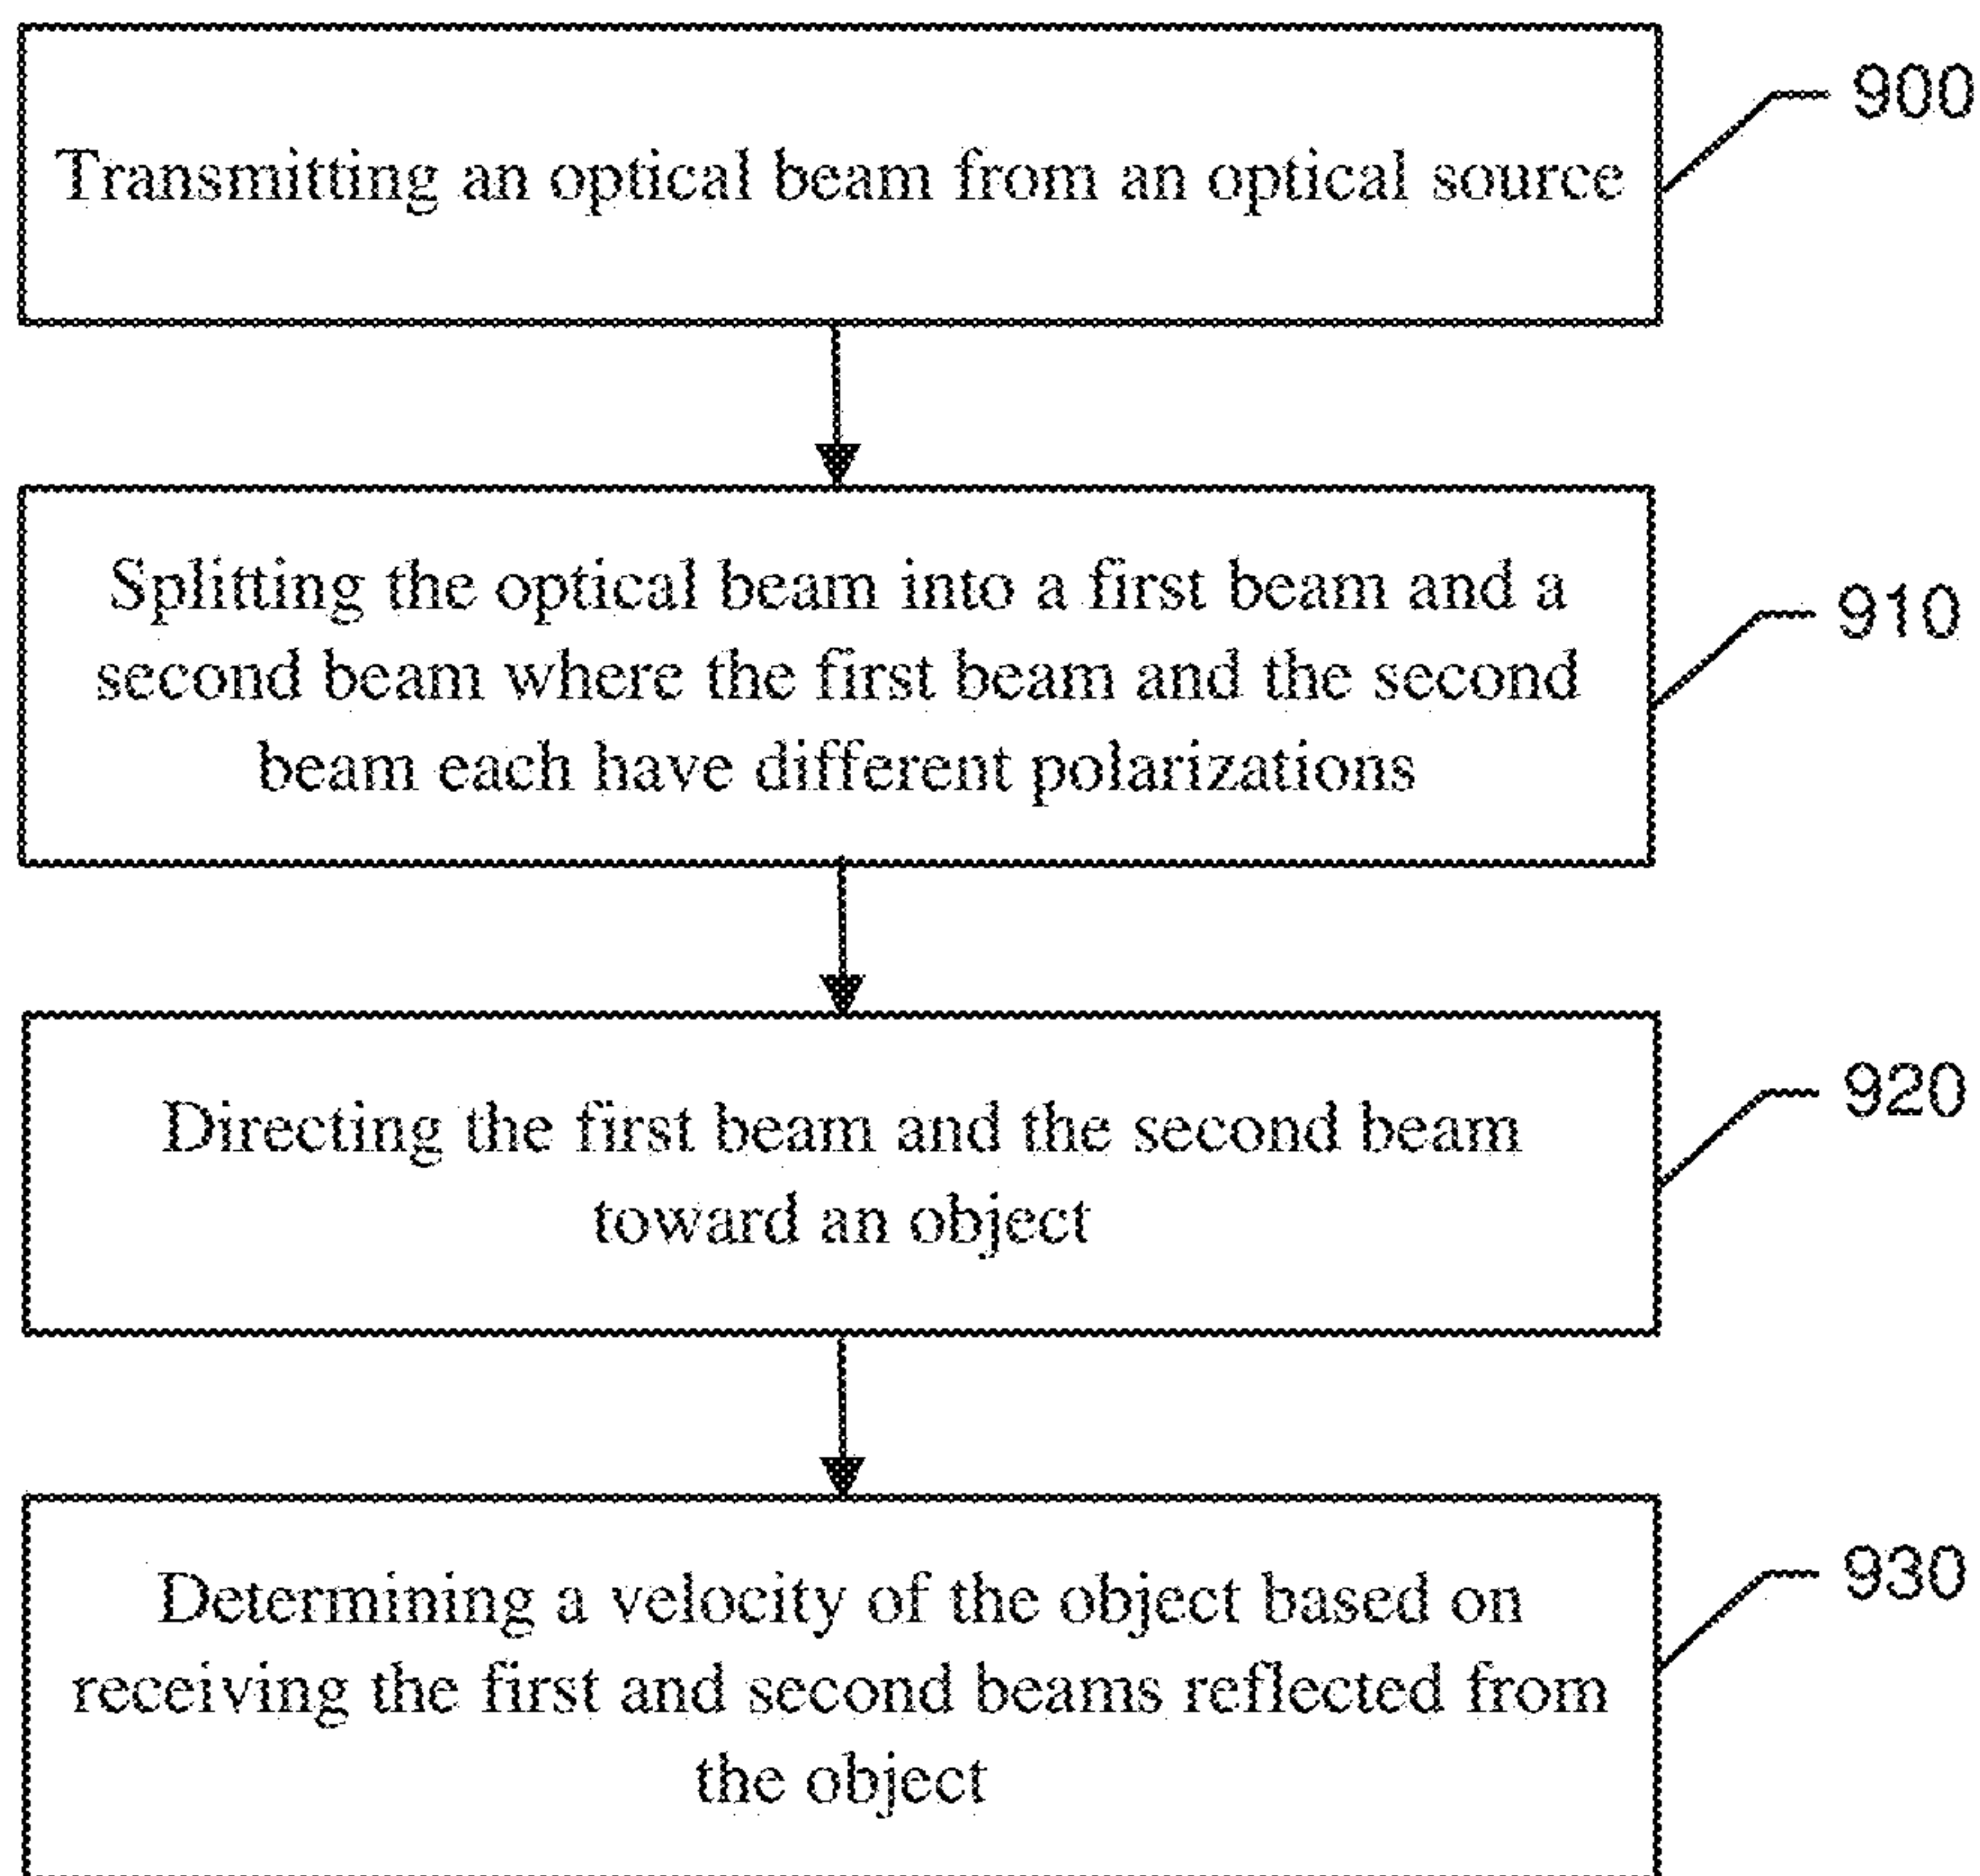 900
Transmitting an optical beam from an optical source
Splitting the optical beam into a first beam and a
910
second beam where the first beam and the second
beam each have different polarizations
920
Directing the first beam and the second beam
toward an object
930
Determining a velocity of the object based on
receiving the first and second beams reflected from
the object